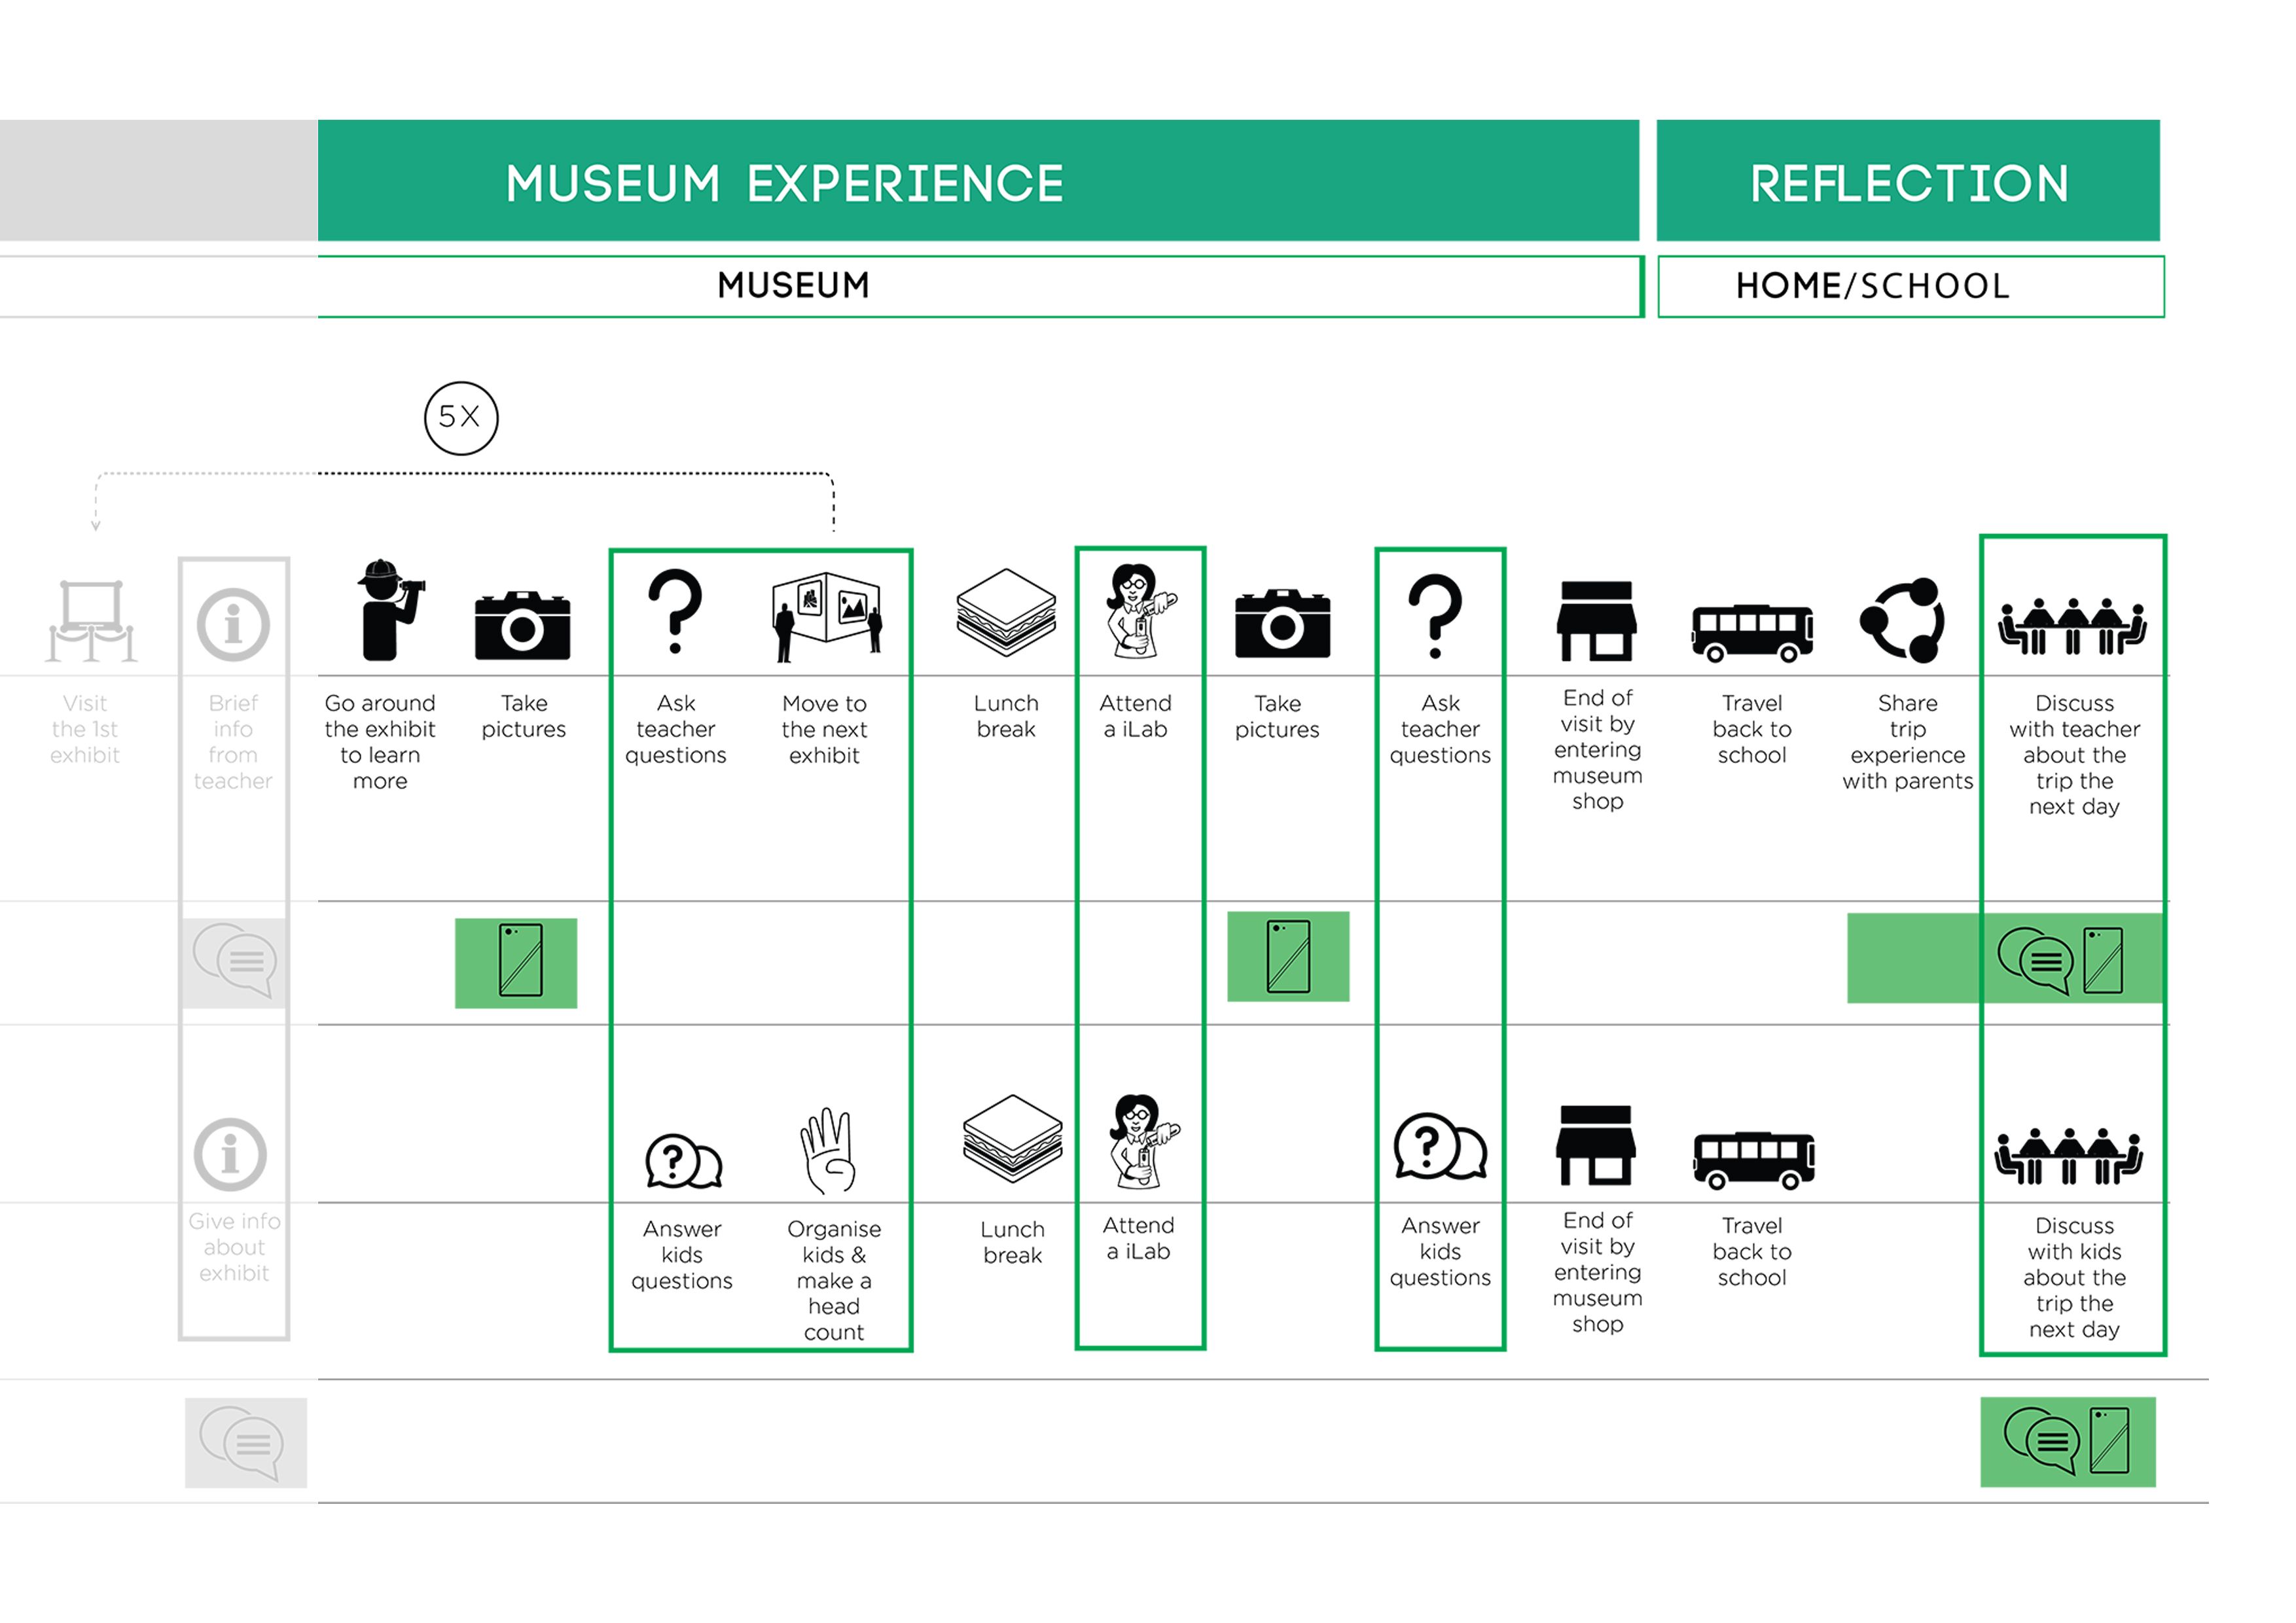 MUSEUM EXPERIENCE
REFLECTION
MUSEUM
HOME/SCHOOL
5X
Visit
the 1st
exhibit
Brief
info
from
teacher
Go around
the exhibit
to learn
more
Take
pictures
Ask
teacher
questions
Move to
the next
exhibit
Lunch
break
Attend
a iLab
Take
pictures
Ask
teacher
questions
End of
visit by
entering
museum
shop
Travel
back to
school
Share
trip
experience
with parents
Discuss
with teacher
about the
trip the
next day
Give info
about
exhibit
Answer
kids
questions
Organise
kids &
make a
head
count
Lunch
break
Attend
a iLab
Answer
kids
questions
End of
visit by
entering
museum
shop
Travel
back to
school
Discuss
with kids
about the
trip the
next day